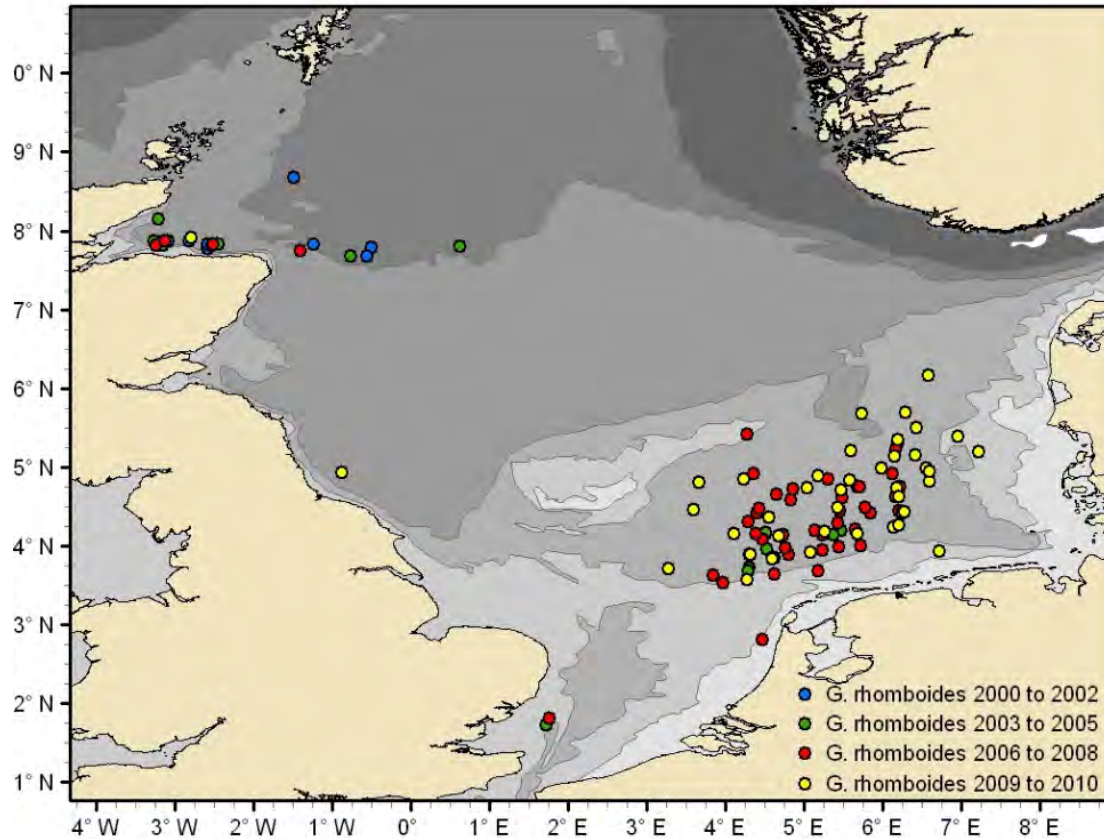 0° N
9° N
8° N
7° N
6° N
5° N
4° N
3° N
2° N
1° N
G. rhomboides 2000 to 2002
G. rhomboides 2003 to 2005
G. rhomboides 2006 to 2008
G. rhomboides 2009 to 2010
4° W 3° W 2° W 1° W 0° 1° E 2° E 3° E 4° E 5° E 6° E 7° E 8° E